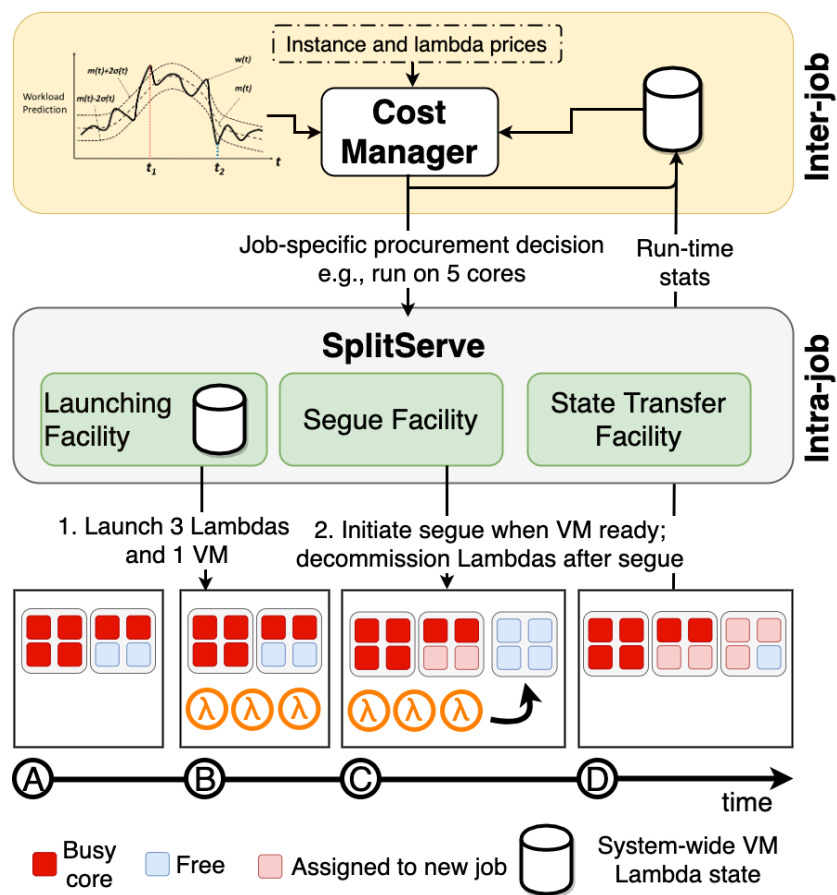 Instance and lambda prices
m(t)+2σ(t)
w(t)
Workload
Prediction
m(t)-2σ(t)
m(t)
t
t1
t2
Cost
Manager
Inter-job
Job-specific procurement decision
e.g., run on 5 cores
Run-time
stats
SplitServe
Launching
Facility
Segue Facility
State Transfer
Facility
Intra-job
1. Launch 3 Lambdas
and 1 VM
2. Initiate segue when VM ready;
decommission Lambdas after segue
λ λ λ
λ λ λ
A B C D
time
Busy
core
Free
Assigned to new job
System-wide VM
Lambda state